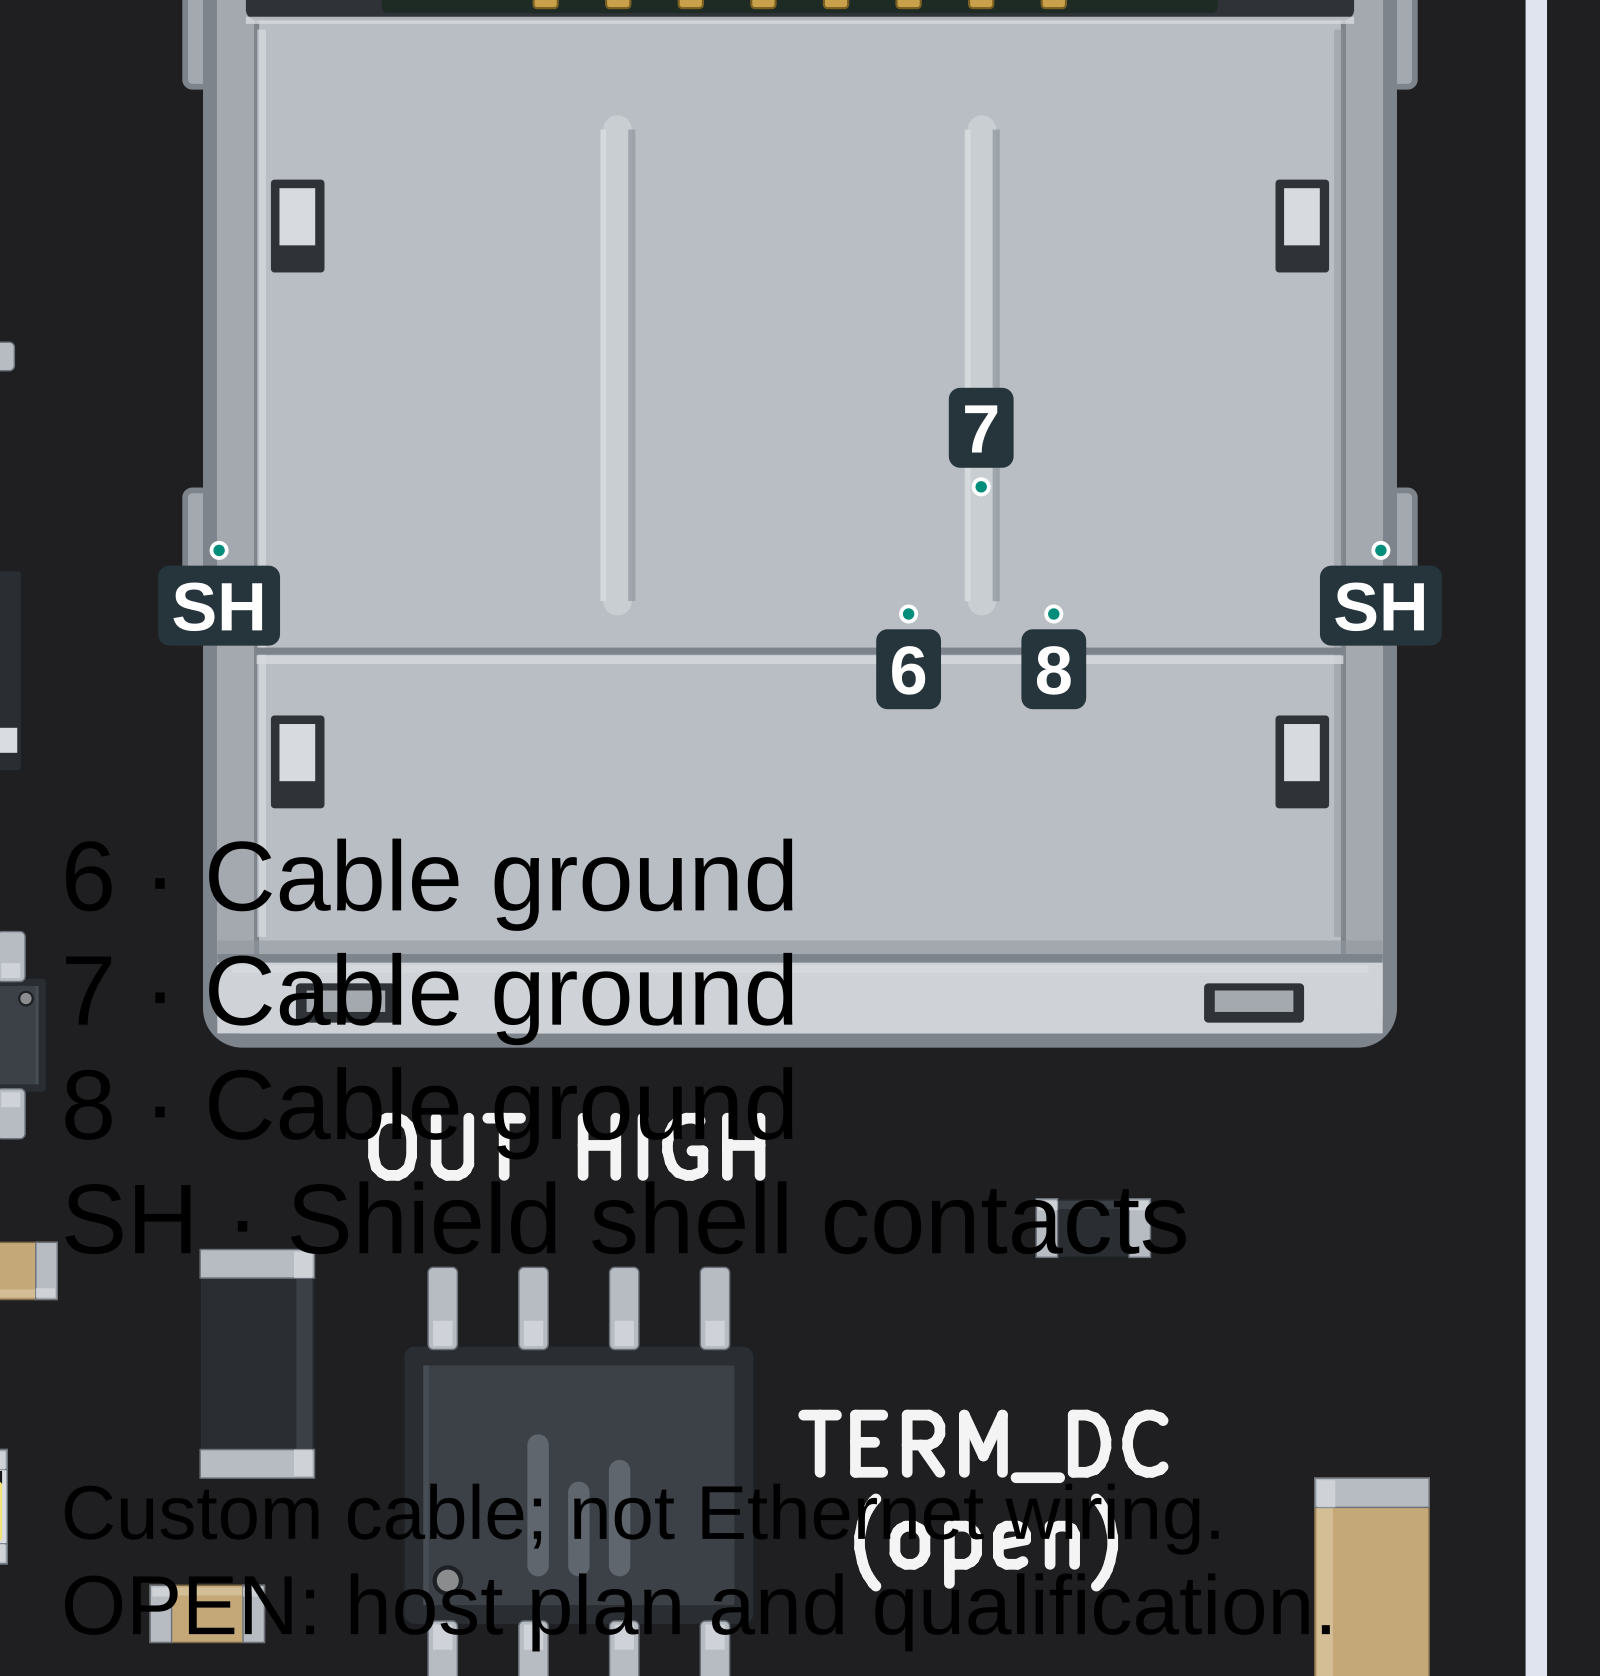 7
SH
SH
6
8
6 · Cable ground
7 · Cable ground
8 · Cable ground
OUT HIGH
SH · Shield shell contacts
TERM_DC
Custom cable; not Ethernet wiring.
(open)
OPEN: host plan and qualification.